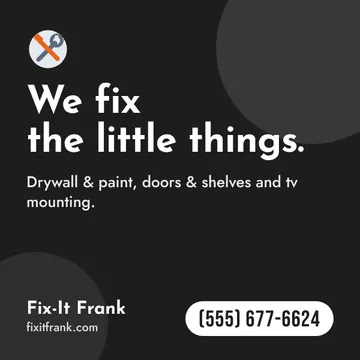 We fix
the little things.
Drywall & paint, doors & shelves and tv
mounting.
Fix-It Frank
fixitfrank.com
(555) 677-6624